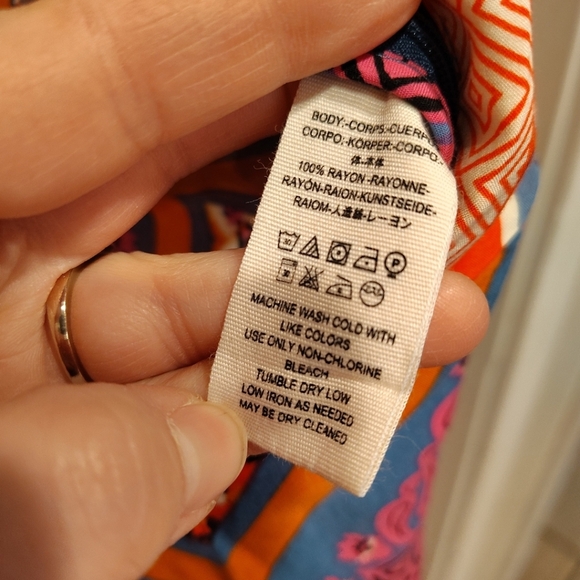 BODY:-CORPS:-CUERPO
CORPO:-KÖRPER-CORPO:-
体-本体
100% RAYON-RAYONNE-
RAYÓN-RAION-KUNSTSEIDE-
RAIOM-人造絲-レーヨン
30 P
30
MACHINE WASH COLD WITH
LIKE COLORS
USE ONLY NON-CHLORINE
BLEACH
TUMBLE DRY LOW
LOW IRON AS NEEDED
MAY BE DRY CLEANED